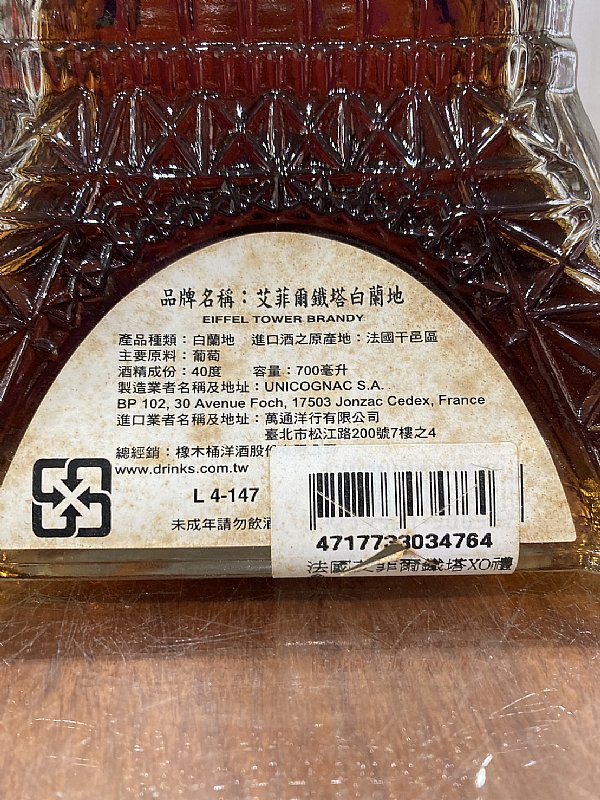 品牌名稱：艾菲爾鐵塔白蘭地
EIFFEL TOWER BRANDY
產品種類：白蘭地 進口酒之原產地：法國干邑區
主要原料：葡萄
酒精成份：40度 容量：700毫升
製造業者名稱及地址：UNICOGNAC S.A.
BP 102, 30 Avenue Foch, 17503 Jonzac Cedex, France
進口業者名稱及地址：萬通洋行有限公司
臺北市松江路200號7樓之4
總經銷：橡木桶洋酒股份
www.drinks.com.tw
L 4-147
未成年請勿飲酒
4717733034764
法國艾菲爾鐵塔XO禮